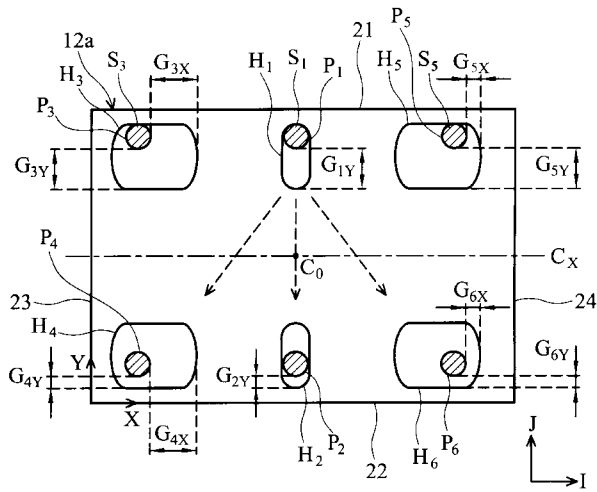 P₅
21
12a S₃ G₃ₓ S₁ P₁ H₅ S₅ G₅ₓ
H₃ H₁
P₃
G₃Y G₁Y P₅ G₅Y
P₄ C₀ Cₓ
23 G₆ₓ 24
H₄
Y G₄Y G₂Y G₆Y
X G₄ₓ H₂ P₂ 22 H₆ P₆
J
I